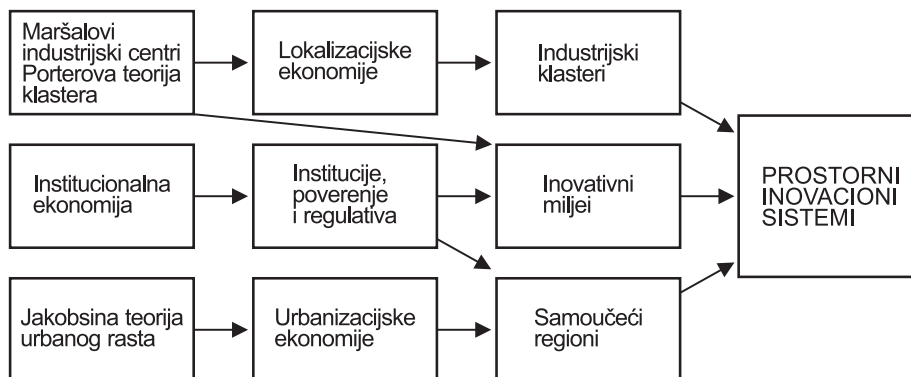 Maršalovi
industrijski centri
Porterova teorija
klastera
Lokalizacijske
ekonomije
Industrijski
klasteri
Institucionalna
ekonomija
Institucije,
poverenje
i regulativa
Inovativni
miljei
PROSTORNI
INOVACIONI
SISTEMI
Jakobsina teorija
urbanog rasta
Urbanizacijske
ekonomije
Samoučeći
regioni